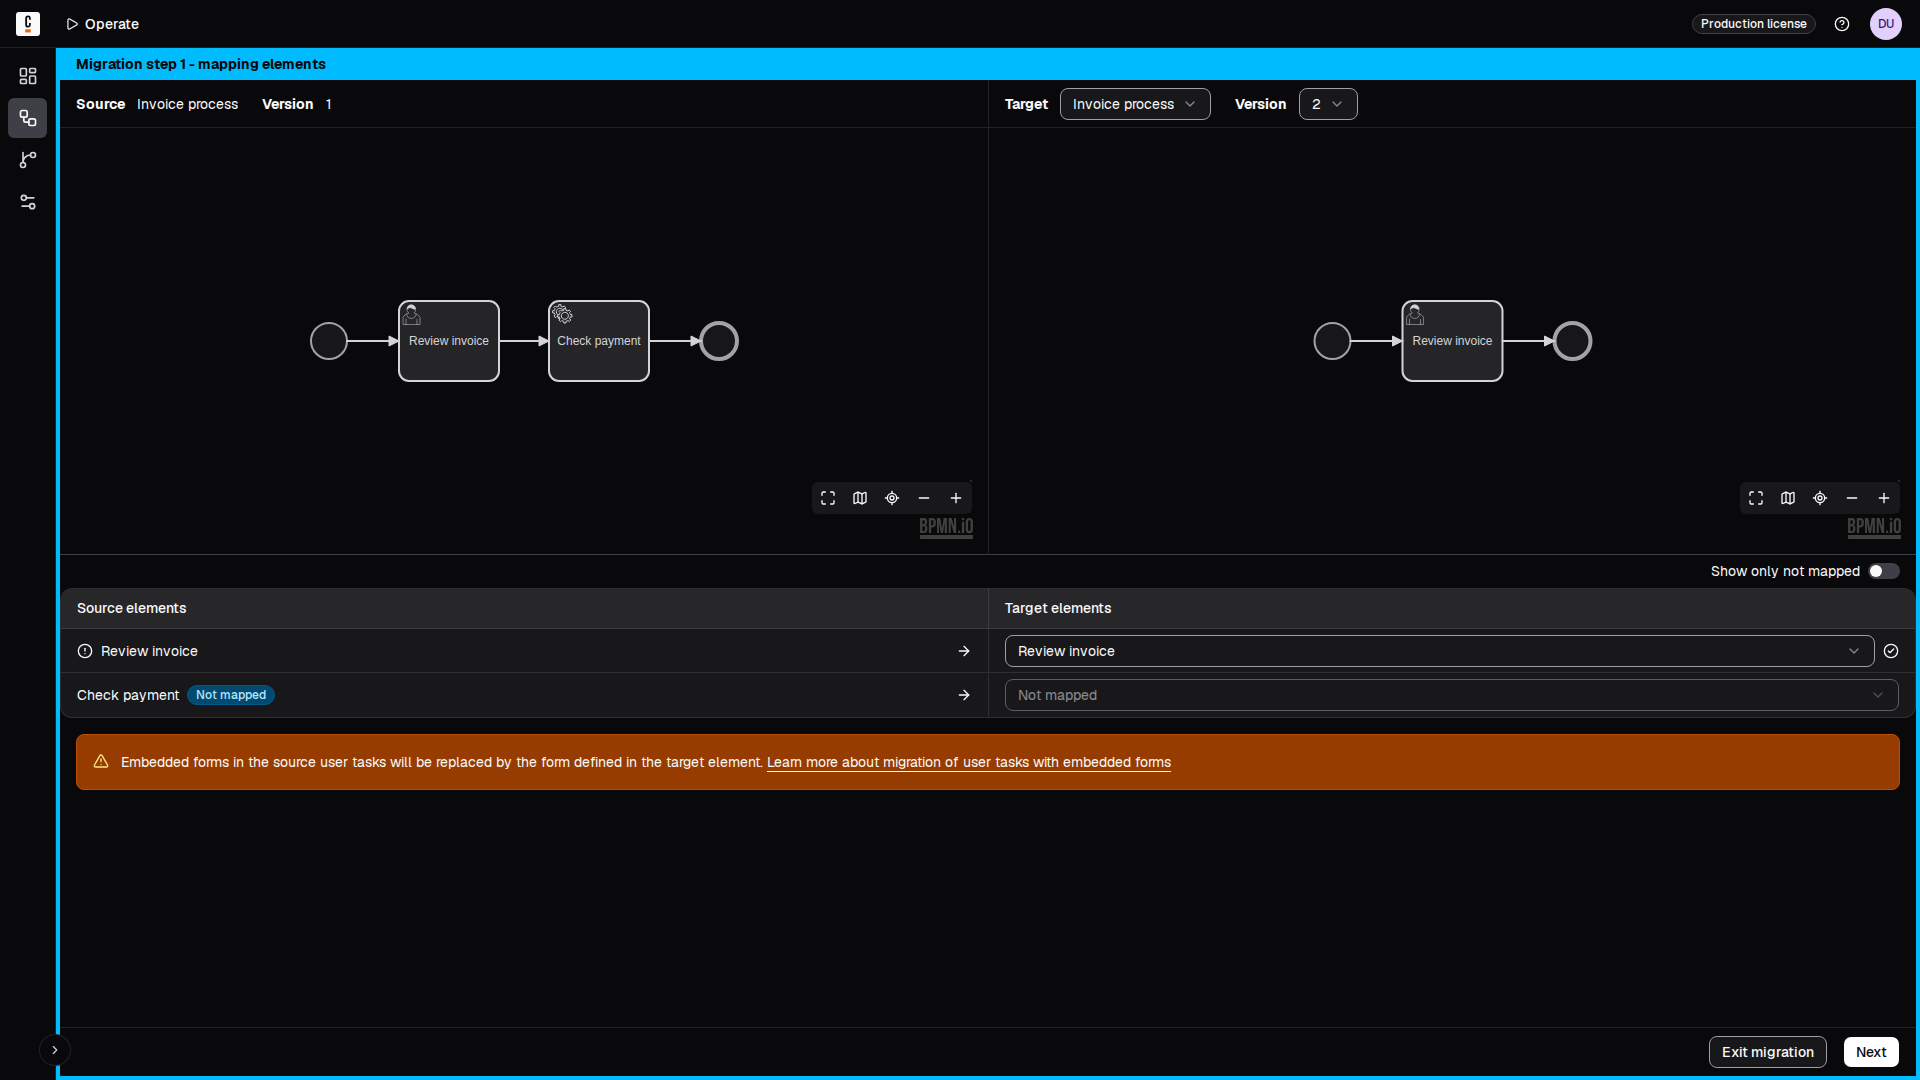 Operate
Production license
DU
Migration step 1 - mapping elements
Source Invoice process Version 1
Target Invoice process Version 2
Review invoice
Check payment
Review invoice
BPMN.iO
BPMN.iO
Show only not mapped
Source elements
Target elements
Review invoice
Review invoice
Check payment Not mapped
Not mapped
Embedded forms in the source user tasks will be replaced by the form defined in the target element. Learn more about migration of user tasks with embedded forms
Exit migration
Next